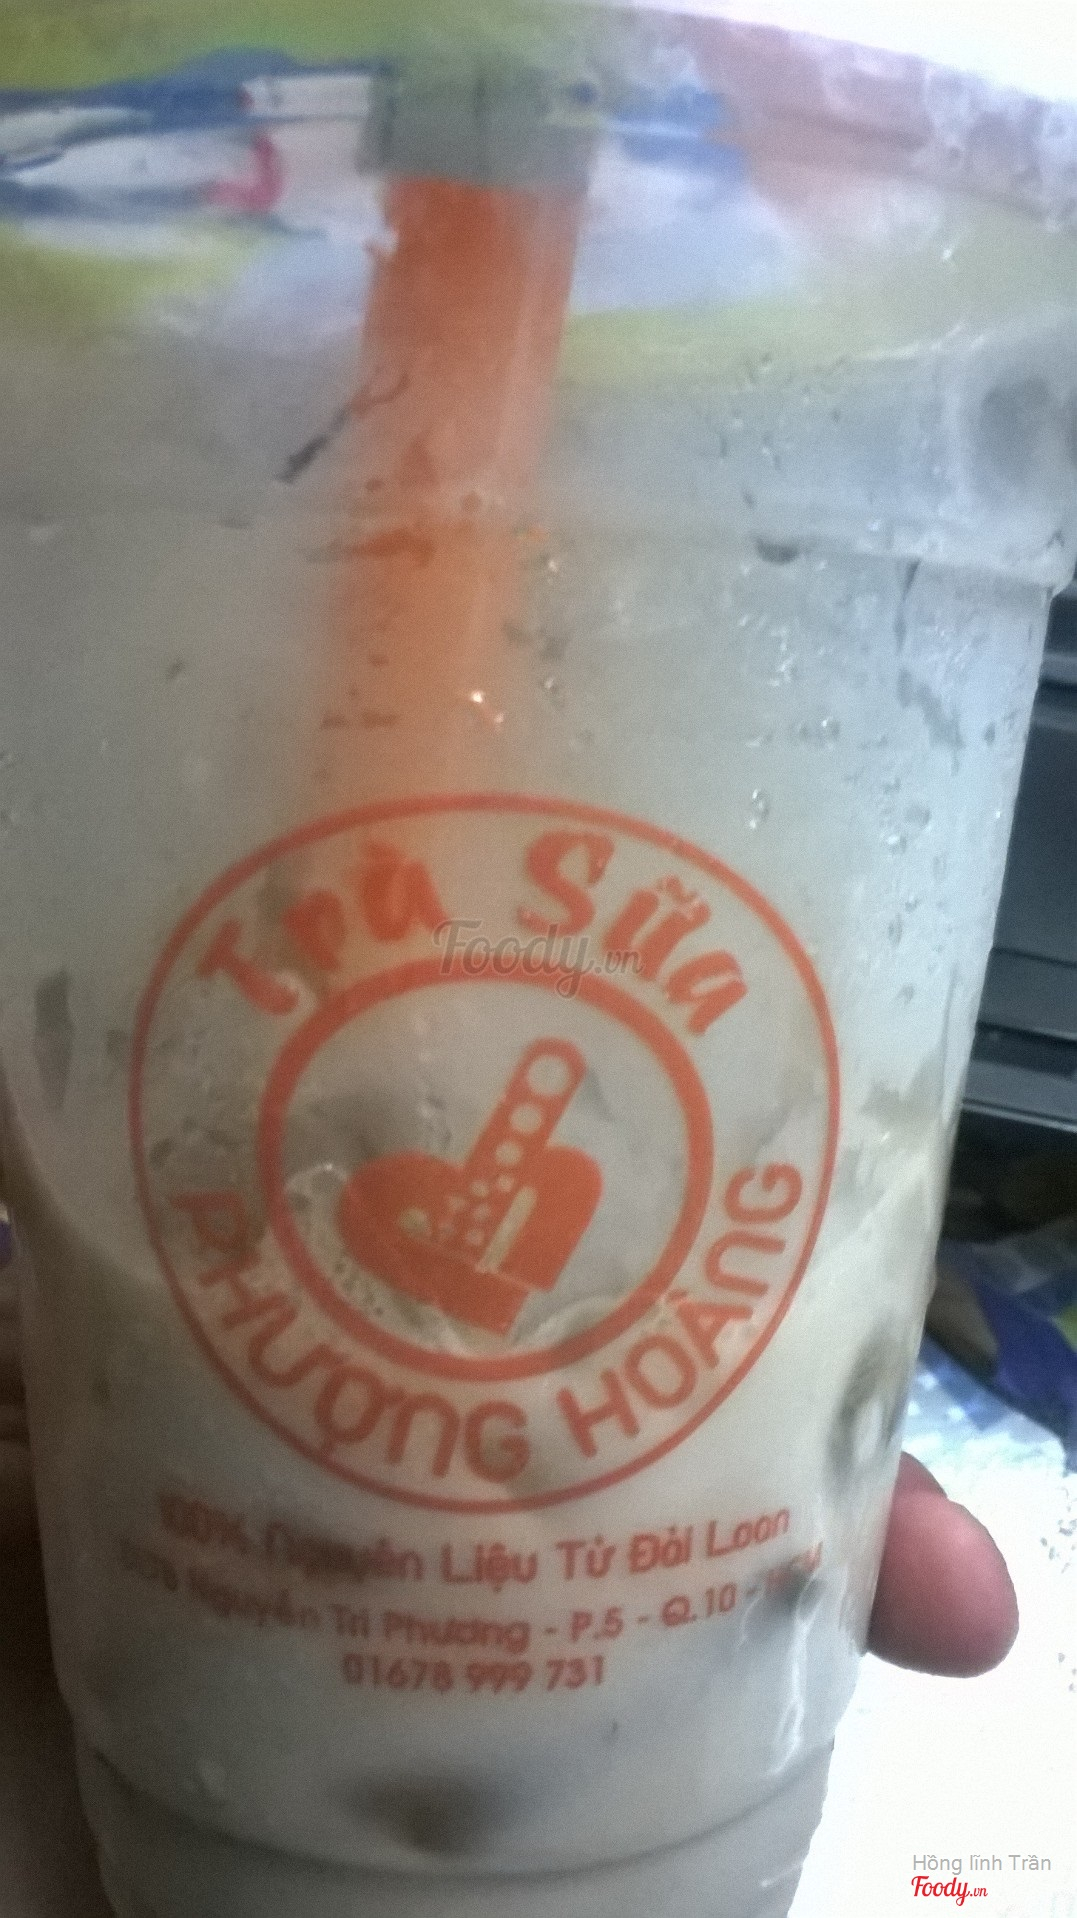 Trà Sữa
Foody.vn
PHƯỢNG HOÀNG
100% Nguyên Liệu Từ Đài Loan
Nguyễn Tri Phương - P.5 - Q.10 -
01678 999 731
Hồng lĩnh Trần
Foody.vn